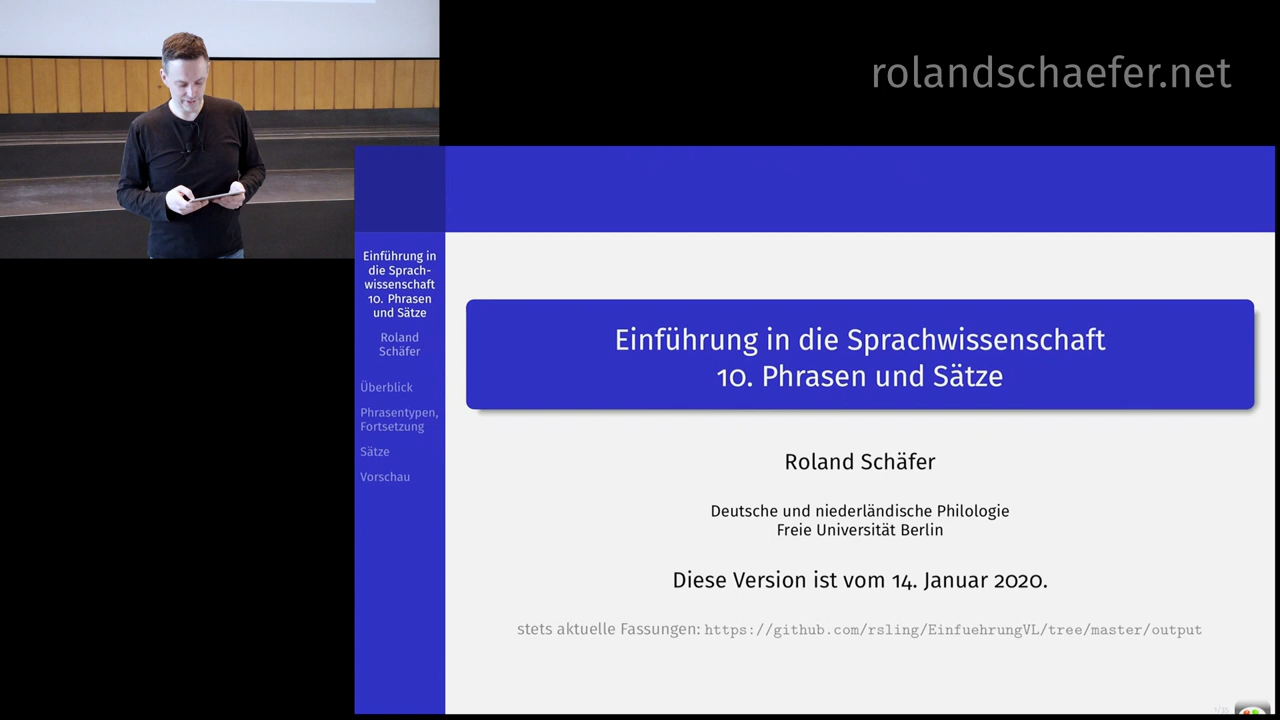 rolandschaefer.net
Einführung in
die Sprach-
wissenschaft
10. Phrasen
und Sätze
Roland
Schäfer
Überblick
Phrasentypen,
Fortsetzung
Sätze
Vorschau
Einführung in die Sprachwissenschaft
10. Phrasen und Sätze
Roland Schäfer
Deutsche und niederländische Philologie
Freie Universität Berlin
Diese Version ist vom 14. Januar 2020.
stets aktuelle Fassungen: https://github.com/rsling/EinfuehrungVL/tree/master/output
1/35